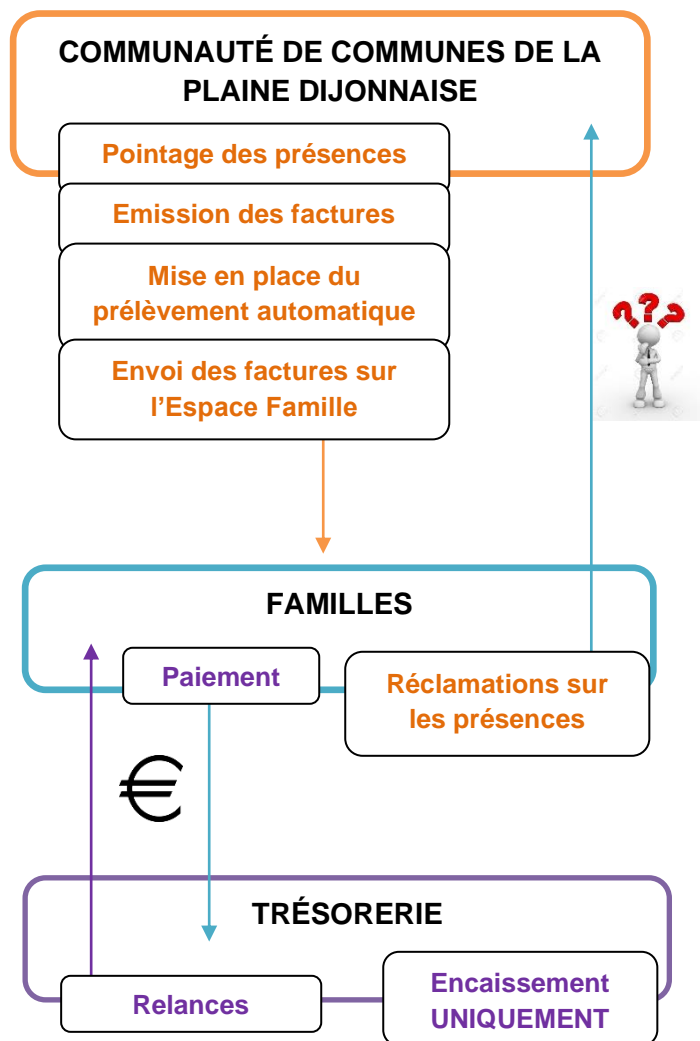 COMMUNAUTÉ DE COMMUNES DE LA
PLAINE DIJONNAISE
Pointage des présences
Emission des factures
Mise en place du
prélèvement automatique
Envoi des factures sur
l’Espace Famille
???
FAMILLES
Paiement
Réclamations sur
les présences
€
TRÉSORERIE
Relances
Encaissement
UNIQUEMENT